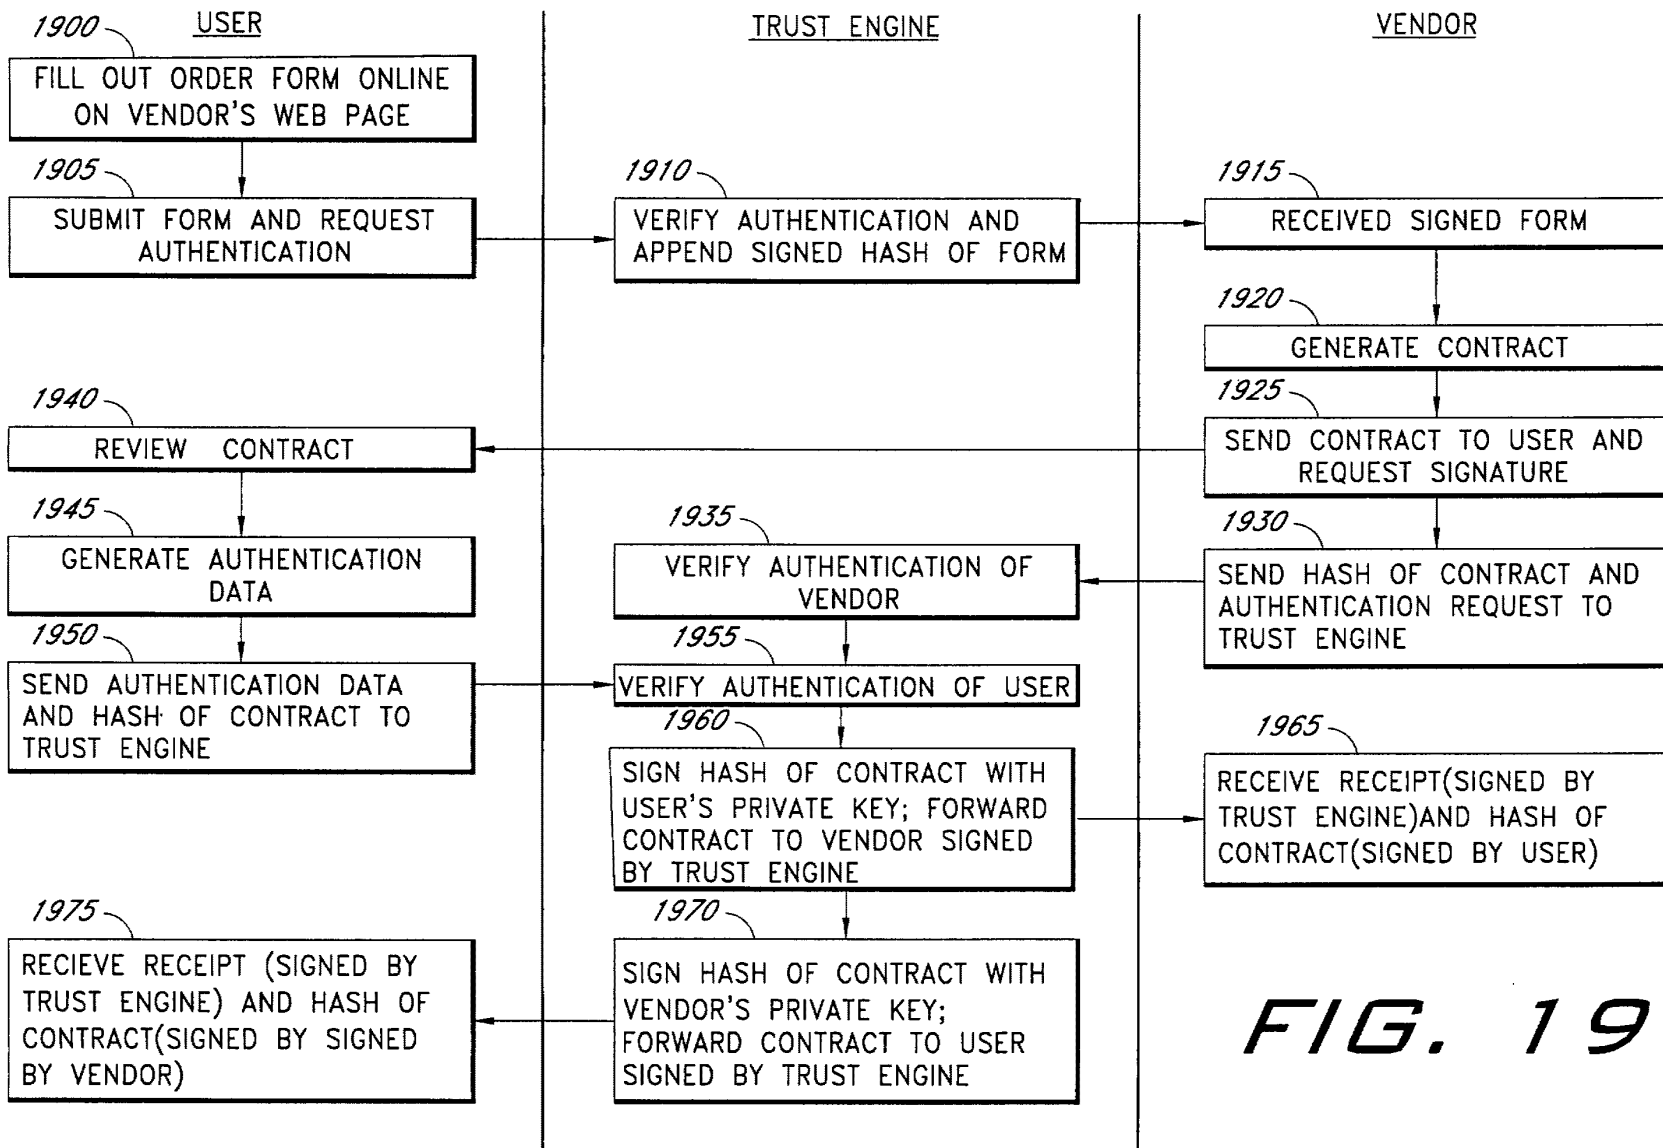 USER
TRUST ENGINE
VENDOR
1900
FILL OUT ORDER FORM ONLINE
ON VENDOR'S WEB PAGE
1905
SUBMIT FORM AND REQUEST
AUTHENTICATION
1910
VERIFY AUTHENTICATION AND
APPEND SIGNED HASH OF FORM
1915
RECEIVED SIGNED FORM
1920
GENERATE CONTRACT
1925
SEND CONTRACT TO USER AND
REQUEST SIGNATURE
1940
REVIEW CONTRACT
1945
GENERATE AUTHENTICATION
DATA
1935
VERIFY AUTHENTICATION OF
VENDOR
1930
SEND HASH OF CONTRACT AND
AUTHENTICATION REQUEST TO
TRUST ENGINE
1950
SEND AUTHENTICATION DATA
AND HASH OF CONTRACT TO
TRUST ENGINE
1955
VERIFY AUTHENTICATION OF USER
1960
SIGN HASH OF CONTRACT WITH
USER'S PRIVATE KEY; FORWARD
CONTRACT TO VENDOR SIGNED
BY TRUST ENGINE
1965
RECEIVE RECEIPT(SIGNED BY
TRUST ENGINE)AND HASH OF
CONTRACT(SIGNED BY USER)
1975
RECIEVE RECEIPT (SIGNED BY
TRUST ENGINE) AND HASH OF
CONTRACT(SIGNED BY SIGNED
BY VENDOR)
1970
SIGN HASH OF CONTRACT WITH
VENDOR'S PRIVATE KEY;
FORWARD CONTRACT TO USER
SIGNED BY TRUST ENGINE
FIG. 19